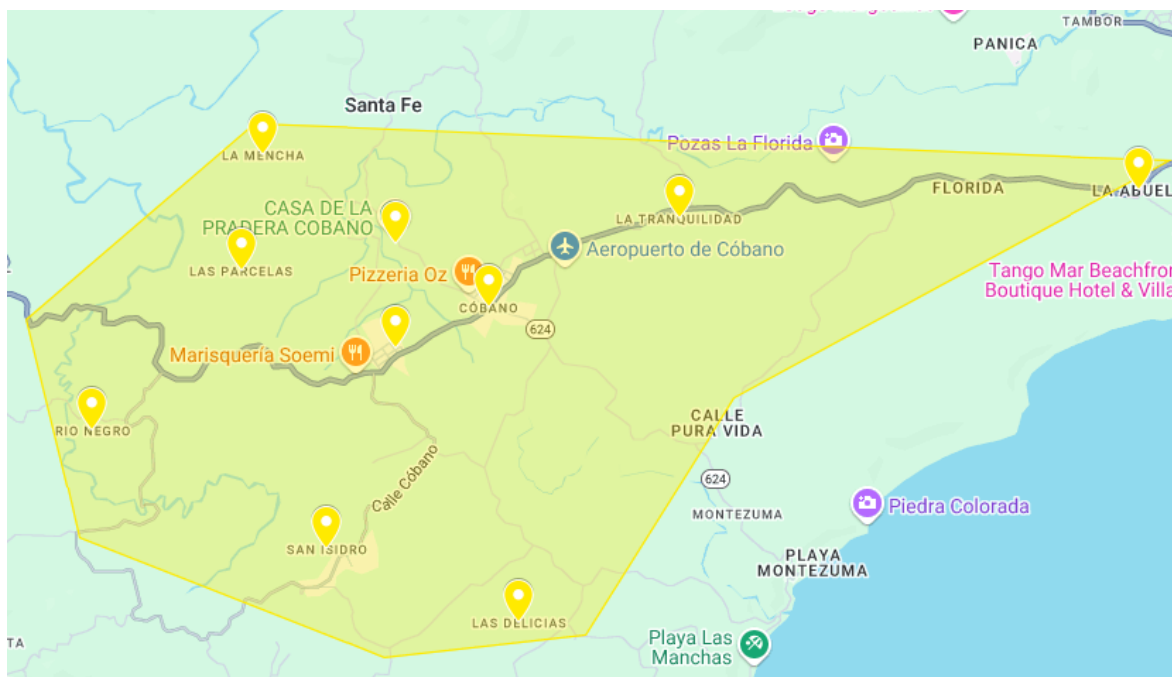 TAMBOR
PANICA
Santa Fe
LA MENCHA
Pozas La Florida
CASA DE LA
PRADERA COBANO
LA TRANQUILIDAD
FLORIDA
LA ABUEL
Aeropuerto de Cóbano
LAS PARCELAS
Pizzeria Oz
Tango Mar Beachfron
Boutique Hotel & Villa
CÓBANO
624
Marisquería Soemi
CALLE
PURA VIDA
RIO NEGRO
624
Calle Cóbano
Piedra Colorada
MONTEZUMA
SAN ISIDRO
PLAYA
MONTEZUMA
LAS DELICIAS
Playa Las
Manchas
TA